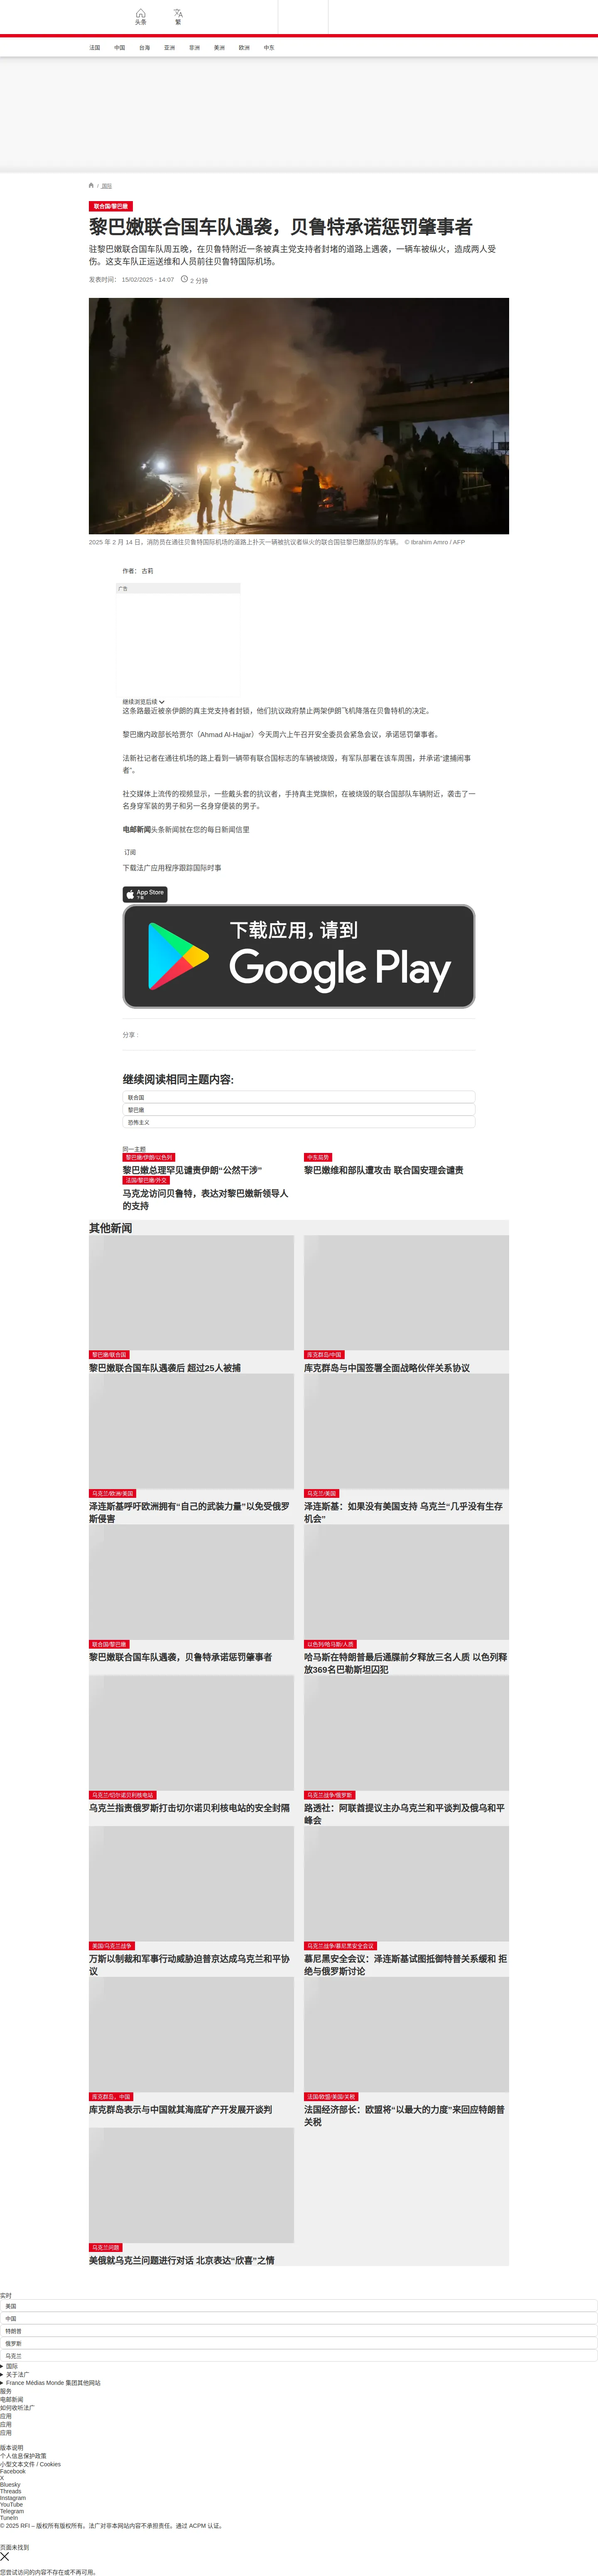 头条
繁
法国
中国
台海
亚洲
非洲
美洲
欧洲
中东
/ 国际
联合国/黎巴嫩
黎巴嫩联合国车队遇袭，贝鲁特承诺惩罚肇事者
驻黎巴嫩联合国车队周五晚，在贝鲁特附近一条被真主党支持者封堵的道路上遇袭，一辆车被纵火，造成两人受
伤。这支车队正运送维和人员前往贝鲁特国际机场。
发表时间： 15/02/2025 - 14:07
2 分钟
2025 年 2 月 14 日，消防员在通往贝鲁特国际机场的道路上扑灭一辆被抗议者纵火的联合国驻黎巴嫩部队的车辆。 © Ibrahim Amro / AFP
作者： 古莉
广告
继续浏览后续
这条路最近被亲伊朗的真主党支持者封锁，他们抗议政府禁止两架伊朗飞机降落在贝鲁特机的决定。
黎巴嫩内政部长哈贾尔（Ahmad Al-Hajjar）今天周六上午召开安全委员会紧急会议，承诺惩罚肇事者。
法新社记者在通往机场的路上看到一辆带有联合国标志的车辆被烧毁，有军队部署在该车周围，并承诺“逮捕闹事
者”。
社交媒体上流传的视频显示，一些戴头套的抗议者，手持真主党旗帜，在被烧毁的联合国部队车辆附近，袭击了一
名身穿军装的男子和另一名身穿便装的男子。
电邮新闻头条新闻就在您的每日新闻信里
订阅
下载法广应用程序跟踪国际时事
App Store
下载
下载应用，请到
Google Play
分享 :
继续阅读相同主题内容:
联合国
黎巴嫩
恐怖主义
同一主题
黎巴嫩/伊朗/以色列
黎巴嫩总理罕见谴责伊朗“公然干涉”
中东局势
黎巴嫩维和部队遭攻击 联合国安理会谴责
法国/黎巴嫩/外交
马克龙访问贝鲁特，表达对黎巴嫩新领导人
的支持
其他新闻
黎巴嫩/联合国
黎巴嫩联合国车队遇袭后 超过25人被捕
库克群岛/中国
库克群岛与中国签署全面战略伙伴关系协议
乌克兰/欧洲/美国
泽连斯基呼吁欧洲拥有“自己的武装力量”以免受俄罗
斯侵害
乌克兰/美国
泽连斯基：如果没有美国支持 乌克兰“几乎没有生存
机会”
联合国/黎巴嫩
黎巴嫩联合国车队遇袭，贝鲁特承诺惩罚肇事者
以色列/哈马斯/人质
哈马斯在特朗普最后通牒前夕释放三名人质 以色列释
放369名巴勒斯坦囚犯
乌克兰/切尔诺贝利核电站
乌克兰指责俄罗斯打击切尔诺贝利核电站的安全封隔
乌克兰战争/俄罗斯
路透社：阿联酋提议主办乌克兰和平谈判及俄乌和平
峰会
美国/乌克兰战争
万斯以制裁和军事行动威胁迫普京达成乌克兰和平协
议
乌克兰战争/慕尼黑安全会议
慕尼黑安全会议：泽连斯基试图抵御特普关系缓和 拒
绝与俄罗斯讨论
库克群岛，中国
库克群岛表示与中国就其海底矿产开发展开谈判
法国/欧盟/美国/关税
法国经济部长：欧盟将“以最大的力度”来回应特朗普
关税
乌克兰问题
美俄就乌克兰问题进行对话 北京表达“欣喜”之情
实时
美国
中国
特朗普
俄罗斯
乌克兰
国际
关于法广
France Médias Monde 集团其他网站
服务
电邮新闻
如何收听法广
应用
应用
应用
版本说明
个人信息保护政策
小型文本文件 / Cookies
Facebook
X
Bluesky
Threads
Instagram
YouTube
Telegram
TuneIn
© 2025 RFI – 版权所有版权所有。法广对非本网站内容不承担责任。通过 ACPM 认证。
页面未找到
您尝试访问的内容不存在或不再可用。